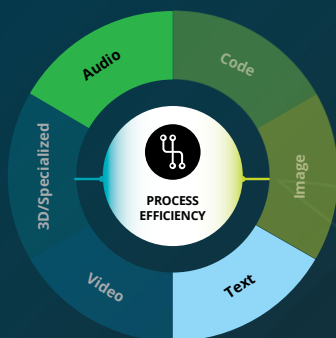 Audio
Code
3D/Specialized
Image
PROCESS
EFFICIENCY
Video
Text